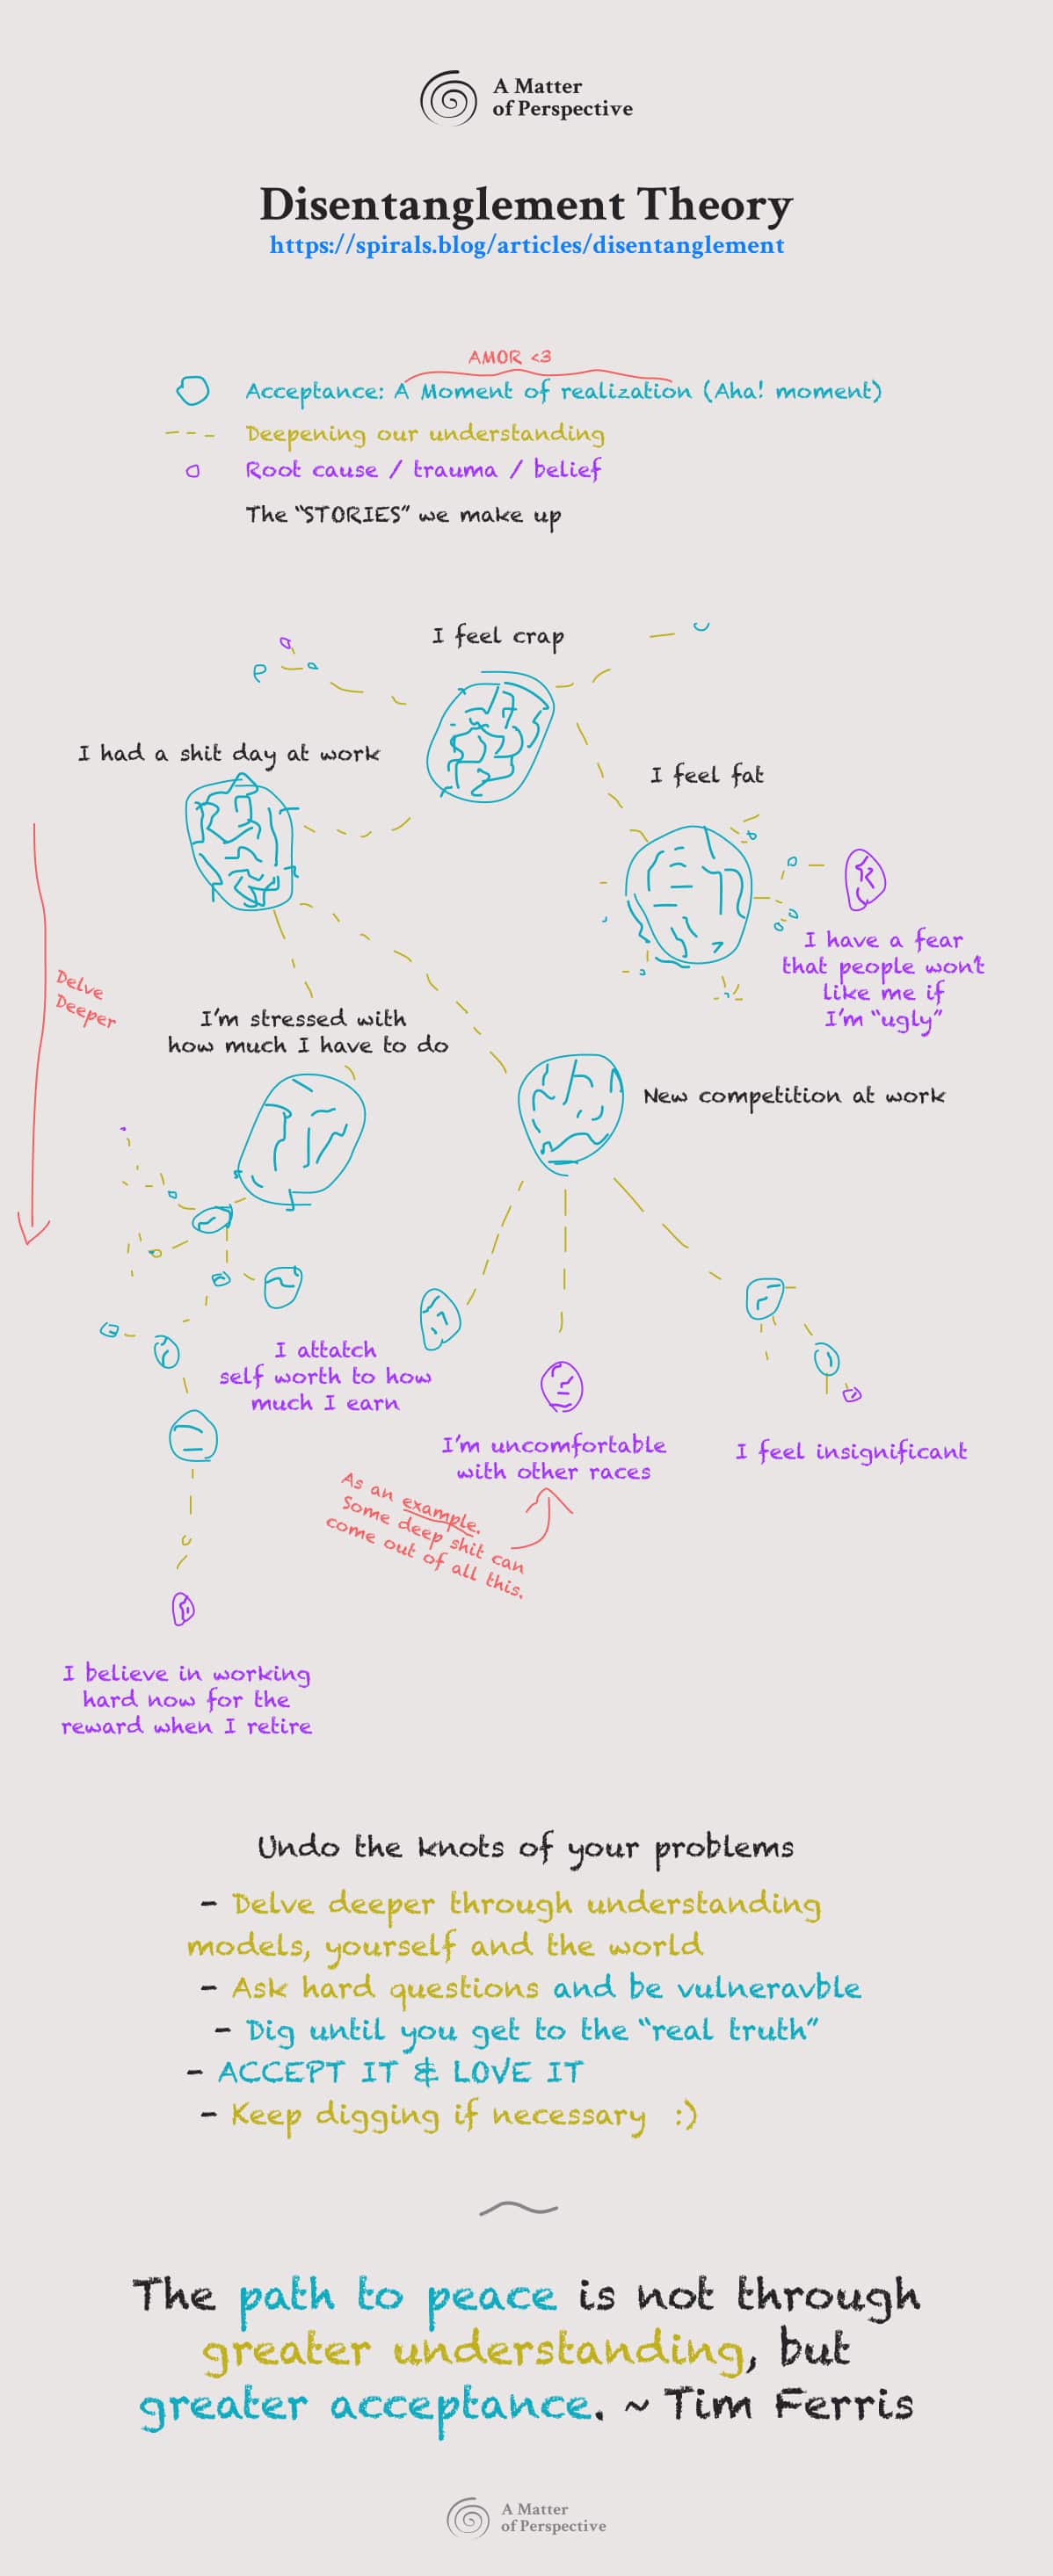 A Matter
of Perspective
Disentanglement Theory
https://spirals.blog/articles/disentanglement
AMOR <3
Acceptance: A Moment of realization (Aha! moment)
Deepening our understanding
Root cause / trauma / belief
The "STORIES" we make up
I feel crap
I had a shit day at work
I feel fat
I have a fear
that people won't
like me if
I'm "ugly"
Delve
Deeper
I'm stressed with
how much I have to do
New competition at work
I attatch
self worth to how
much I earn
I'm uncomfortable
with other races
I feel insignificant
As an example.
Some deep shit can
come out of all this.
I believe in working
hard now for the
reward when I retire
Undo the knots of your problems
- Delve deeper through understanding
models, yourself and the world
- Ask hard questions and be vulneravble
- Dig until you get to the "real truth"
- ACCEPT IT & LOVE IT
- Keep digging if necessary :)
The path to peace is not through
greater understanding, but
greater acceptance. ~ Tim Ferris
A Matter
of Perspective